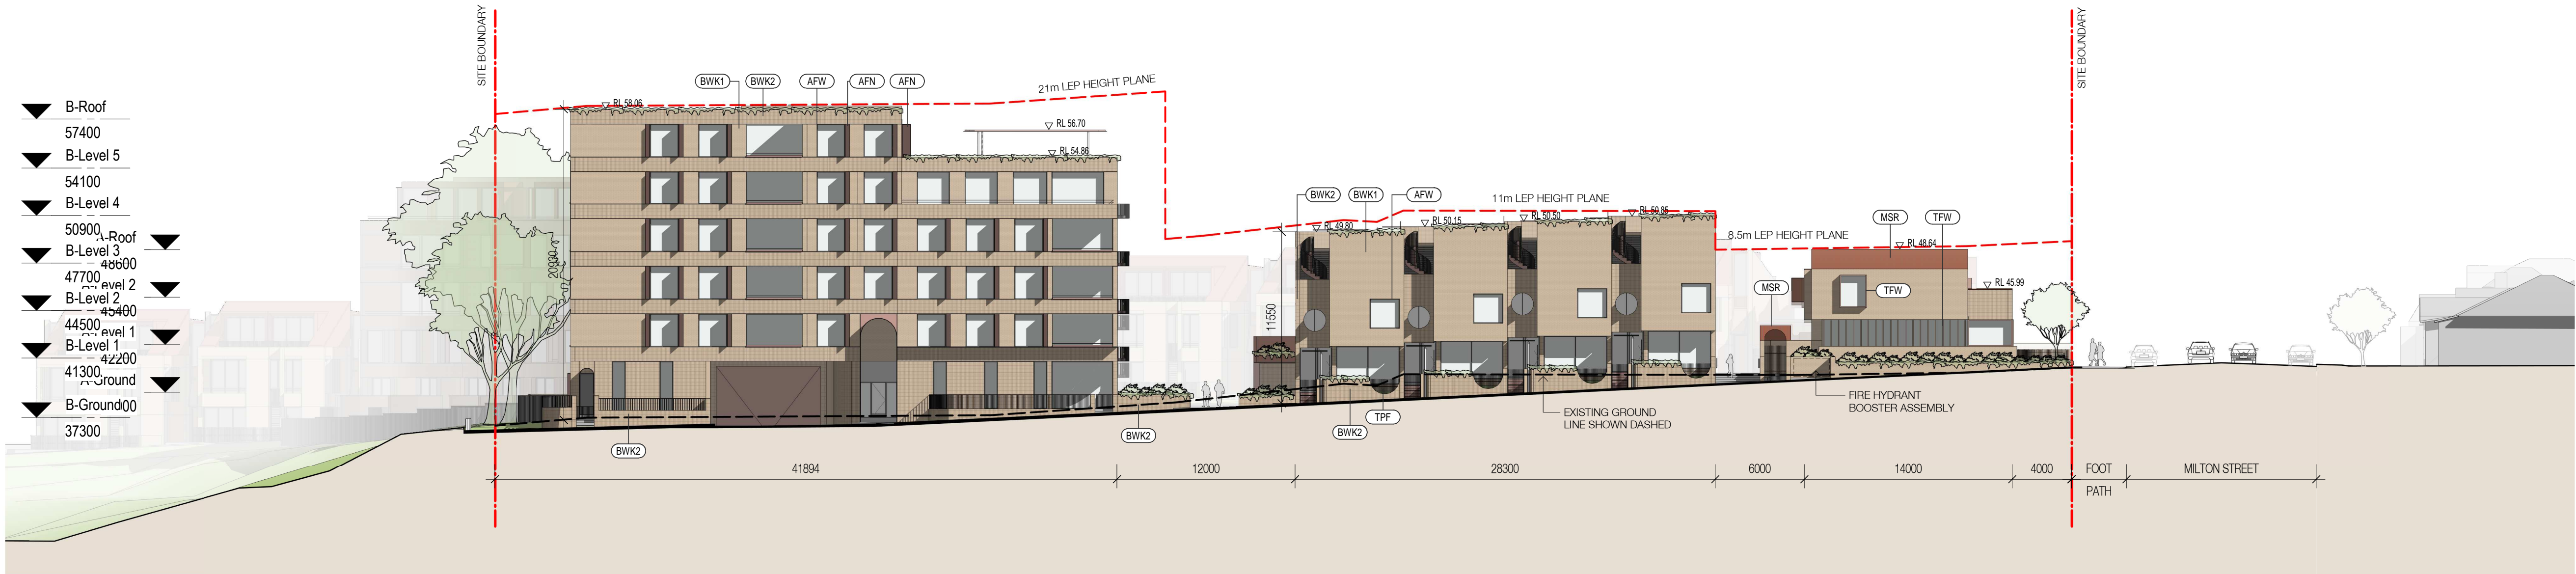 SITE BOUNDARY
SITE BOUNDARY
B-Roof
57400
B-Level 5
54100
B-Level 4
50900
A-Roof
B-Level 3
48600
47700
B-Level 2
45400
44500
B-Level 1
42200
41300
A-Ground
B-Ground
37300
BWK1
BWK2
AFW
AFN
AFN
21m LEP HEIGHT PLANE
RL 58.06
RL 56.70
RL 54.86
BWK2
BWK1
AFW
11m LEP HEIGHT PLANE
RL 49.80
RL 50.15
RL 50.50
RL 50.85
8.5m LEP HEIGHT PLANE
MSR
TFW
RL 48.64
RL 45.99
MSR
TFW
11550
FIRE HYDRANT
BOOSTER ASSEMBLY
EXISTING GROUND
LINE SHOWN DASHED
TPF
BWK2
BWK2
BWK2
41894
12000
28300
6000
14000
4000
FOOT
PATH
MILTON STREET